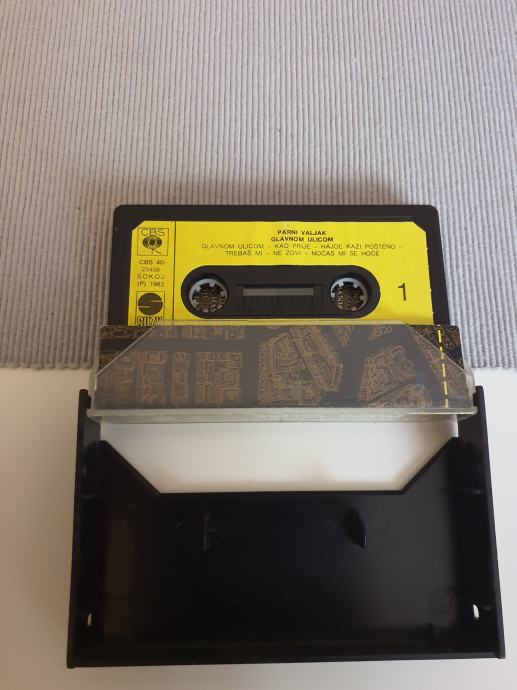 CBS
PARNI VALJAK
GLAVNOM ULICOM
GLAVNOM ULICOM – KAO PRIJE – HAJDE KAŽI POŠTENO –
TREBAŠ MI – NE ZOVI – NOĆAS MI SE HOĆE
CBS 40-
25458
SOKOJ
(P) 1983
1